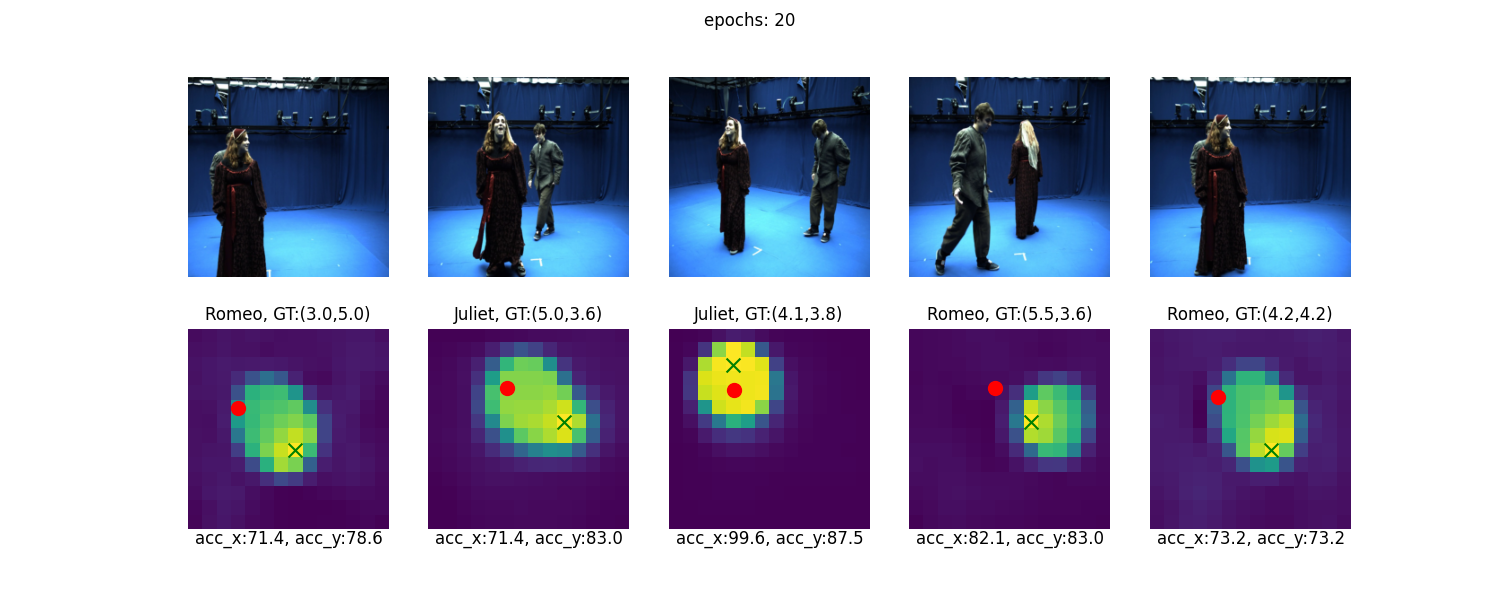 epochs: 20
Romeo, GT:(3.0,5.0)
Juliet, GT:(5.0,3.6)
Juliet, GT:(4.1,3.8)
Romeo, GT:(5.5,3.6)
Romeo, GT:(4.2,4.2)
acc_x:71.4, acc_y:78.6
acc_x:71.4, acc_y:83.0
acc_x:99.6, acc_y:87.5
acc_x:82.1, acc_y:83.0
acc_x:73.2, acc_y:73.2